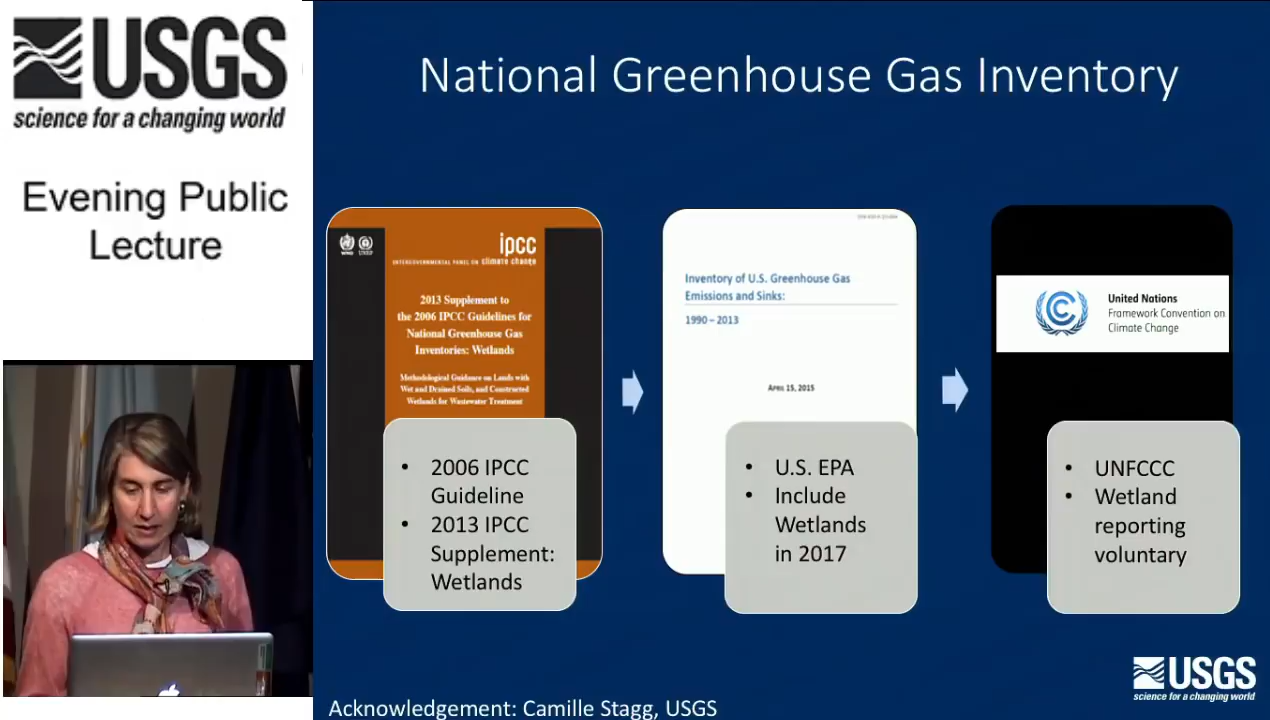 USGS
science for a changing world
Evening Public
Lecture
National Greenhouse Gas Inventory
ipcc
INTERGOVERNMENTAL PANEL ON climate change
WMO
UNEP
2013 Supplement to
the 2006 IPCC Guidelines for
National Greenhouse Gas
Inventories: Wetlands
Methodological Guidance on Lands with
Wet and Drained Soils, and Constructed
Wetlands for Wastewater Treatment
• 2006 IPCC
Guideline
• 2013 IPCC
Supplement:
Wetlands
Inventory of U.S. Greenhouse Gas
Emissions and Sinks:
1990 – 2013
APRIL 15, 2015
• U.S. EPA
• Include
Wetlands
in 2017
United Nations
Framework Convention on
Climate Change
• UNFCCC
• Wetland
reporting
voluntary
Acknowledgement: Camille Stagg, USGS
USGS
science for a changing world